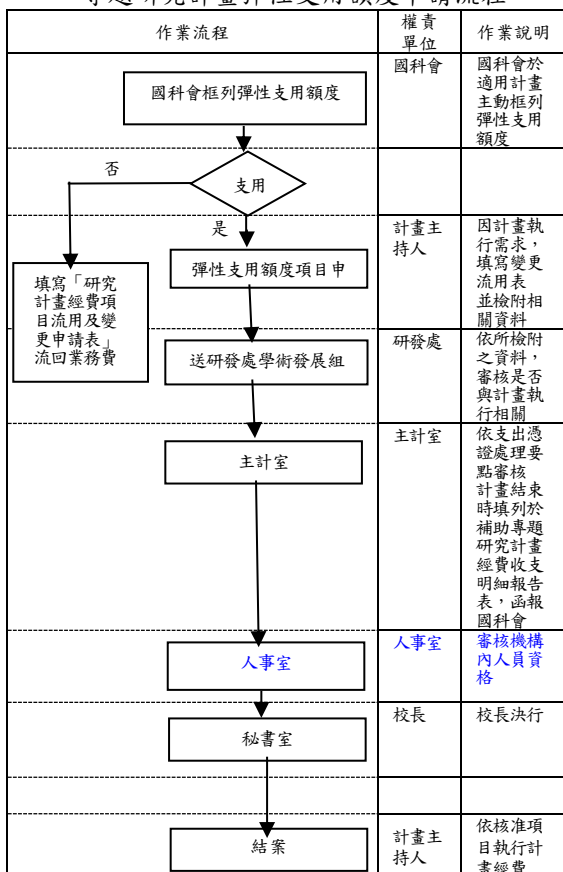 專題研究計畫彈性支用額度申請流程
作業流程
權責
單位
作業說明
國科會框列彈性支用額度
國科會
國科會於
適用計畫
主動框列
彈性支用
額度
否
支用
是
填寫「研究
計畫經費項
目流用及變
更申請表」
流回業務費
彈性支用額度項目申
計畫主
持人
因計畫執
行需求，
填寫變更
流用表
並檢附相
關資料
送研發處學術發展組
研發處
依所檢附
之資料，
審核是否
與計畫執
行相關
主計室
主計室
依支出憑
證處理要
點審核
計畫結束
時填列於
補助專題
研究計畫
經費收支
明細報告
表，函報
國科會
人事室
人事室
審核機構
內人員資
格
秘書室
校長
校長決行
結案
計畫主
持人
依核准項
目執行計
畫經費